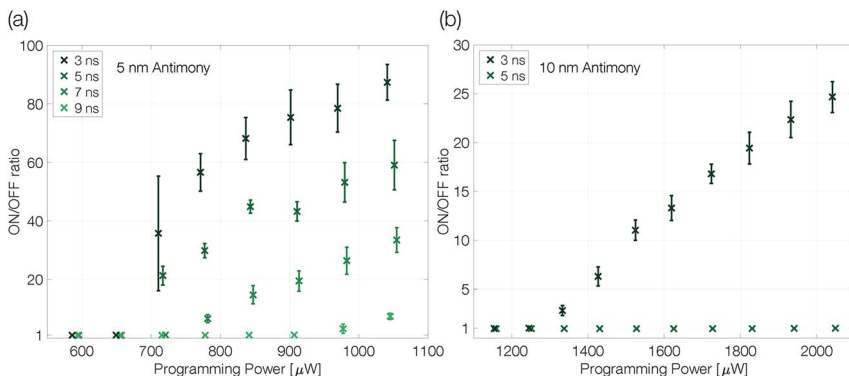 (a)
100
80
60
40
20
1
ON/OFF ratio
3 ns
5 ns
7 ns
9 ns
5 nm Antimony
600 700 800 900 1000 1100
Programming Power [μW]
(b)
30
25
20
15
10
5
1
ON/OFF ratio
3 ns
5 ns
10 nm Antimony
1200 1400 1600 1800 2000
Programming Power [μW]